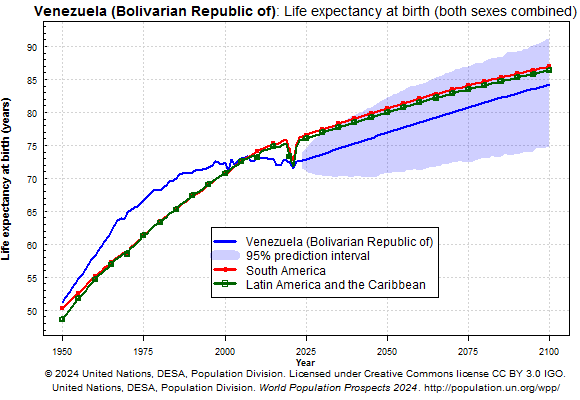 Venezuela (Bolivarian Republic of): Life expectancy at birth (both sexes combined)
Life expectancy at birth (years)
90
85
80
75
70
65
60
55
50
Venezuela (Bolivarian Republic of)
95% prediction interval
South America
Latin America and the Caribbean
1950 1975 2000 2025 2050 2075 2100
Year
© 2024 United Nations, DESA, Population Division. Licensed under Creative Commons license CC BY 3.0 IGO.
United Nations, DESA, Population Division. World Population Prospects 2024. http://population.un.org/wpp/